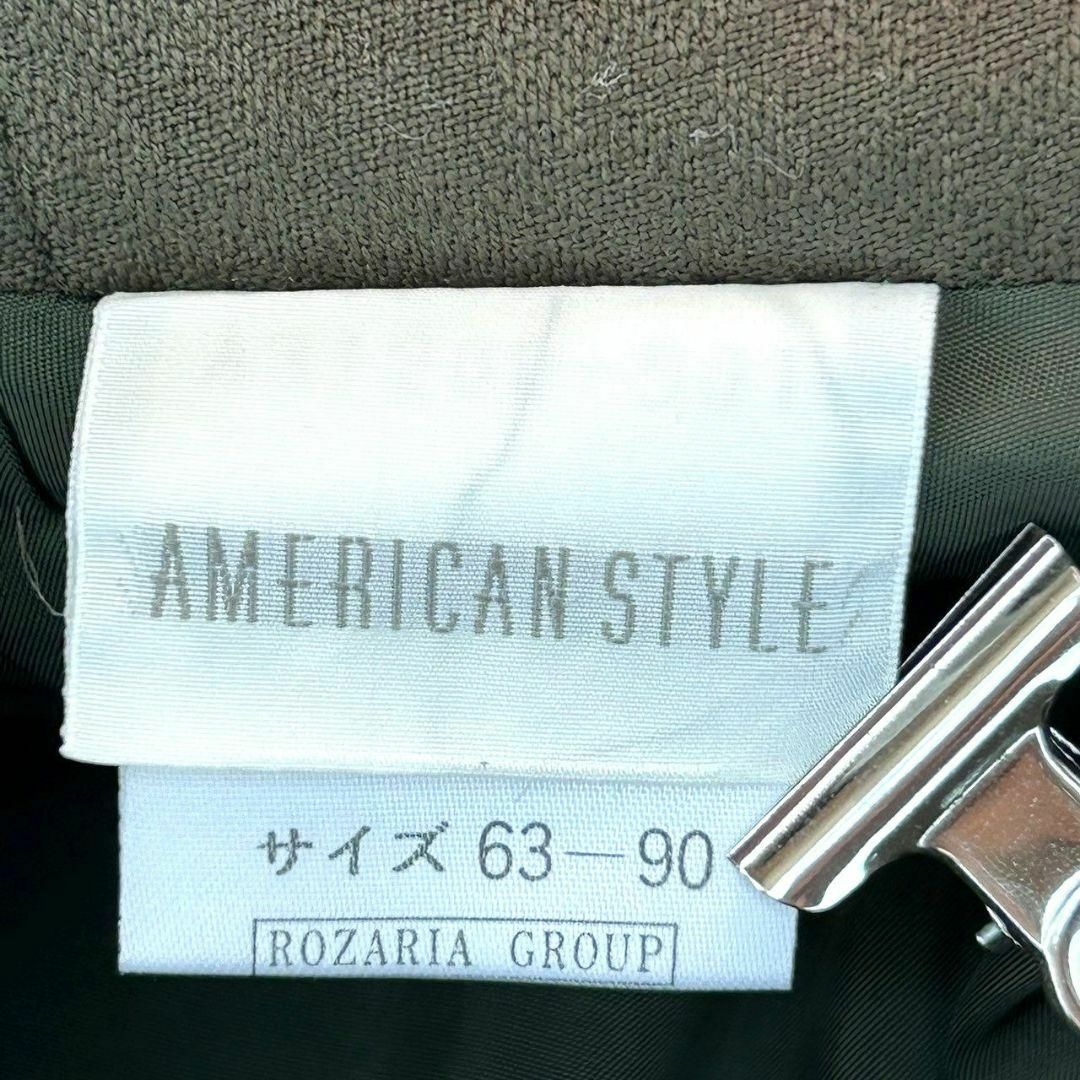 AMERICAN STYLE
サイズ 63-90
ROZARIA GROUP